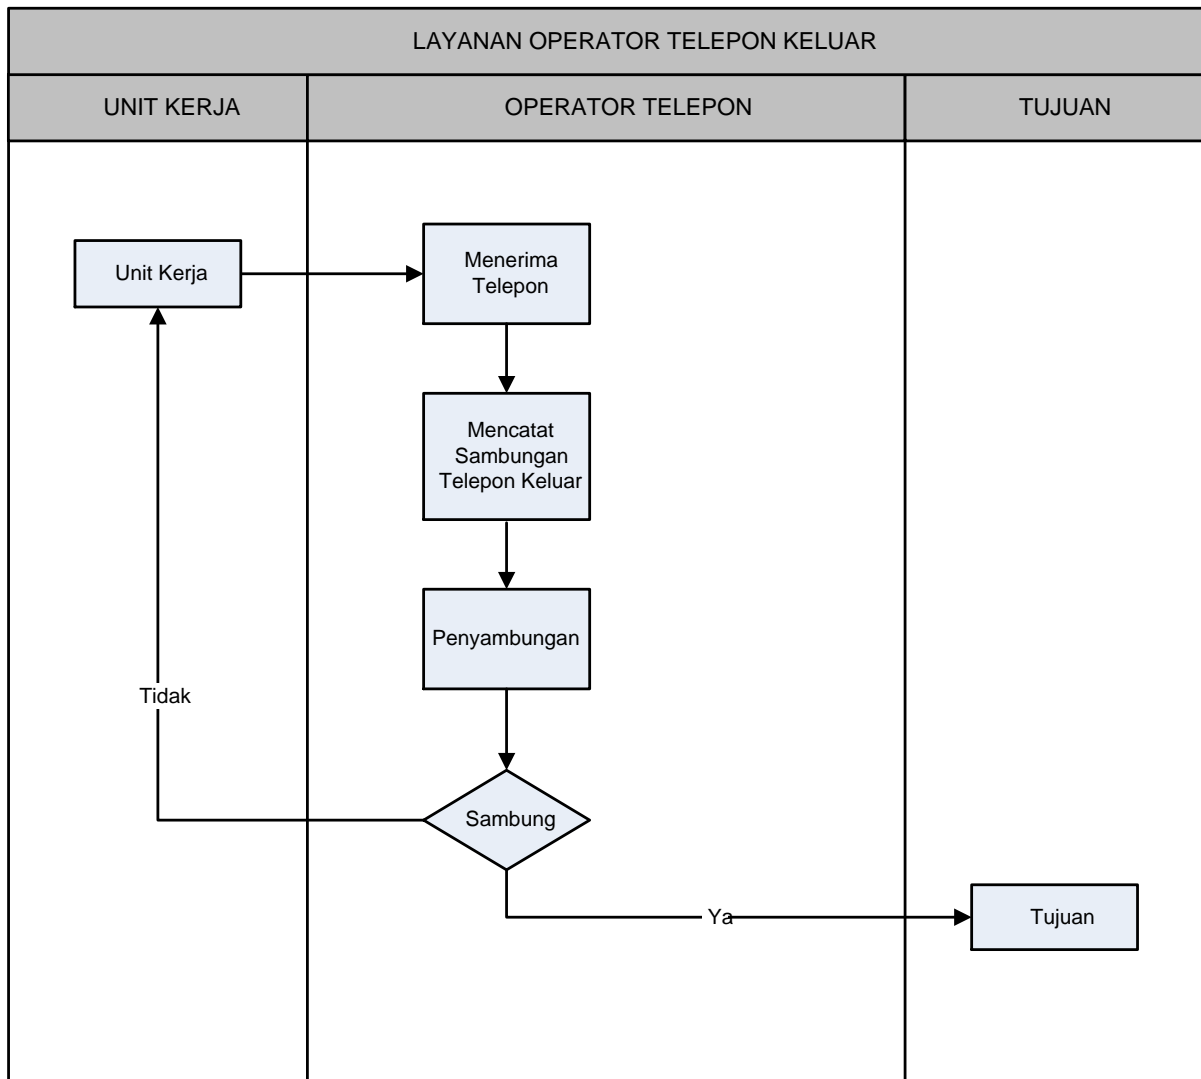 LAYANAN OPERATOR TELEPON KELUAR
UNIT KERJA
OPERATOR TELEPON
TUJUAN
Unit Kerja
Menerima
Telepon
Mencatat
Sambungan
Telepon Keluar
Penyambungan
Tidak
Sambung
Ya
Tujuan